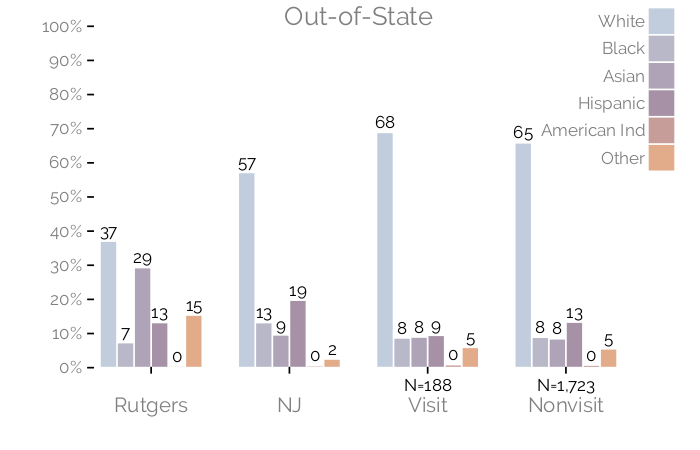 Out-of-State
100%
90%
80%
70%
60%
50%
40%
30%
20%
10%
0%
White
Black
Asian
Hispanic
American Ind
Other
37 7 29 13 0 15
57 13 9 19 0 2
68 8 8 9 0 5
65 8 8 13 0 5
N=188 N=1,723
Rutgers NJ Visit Nonvisit